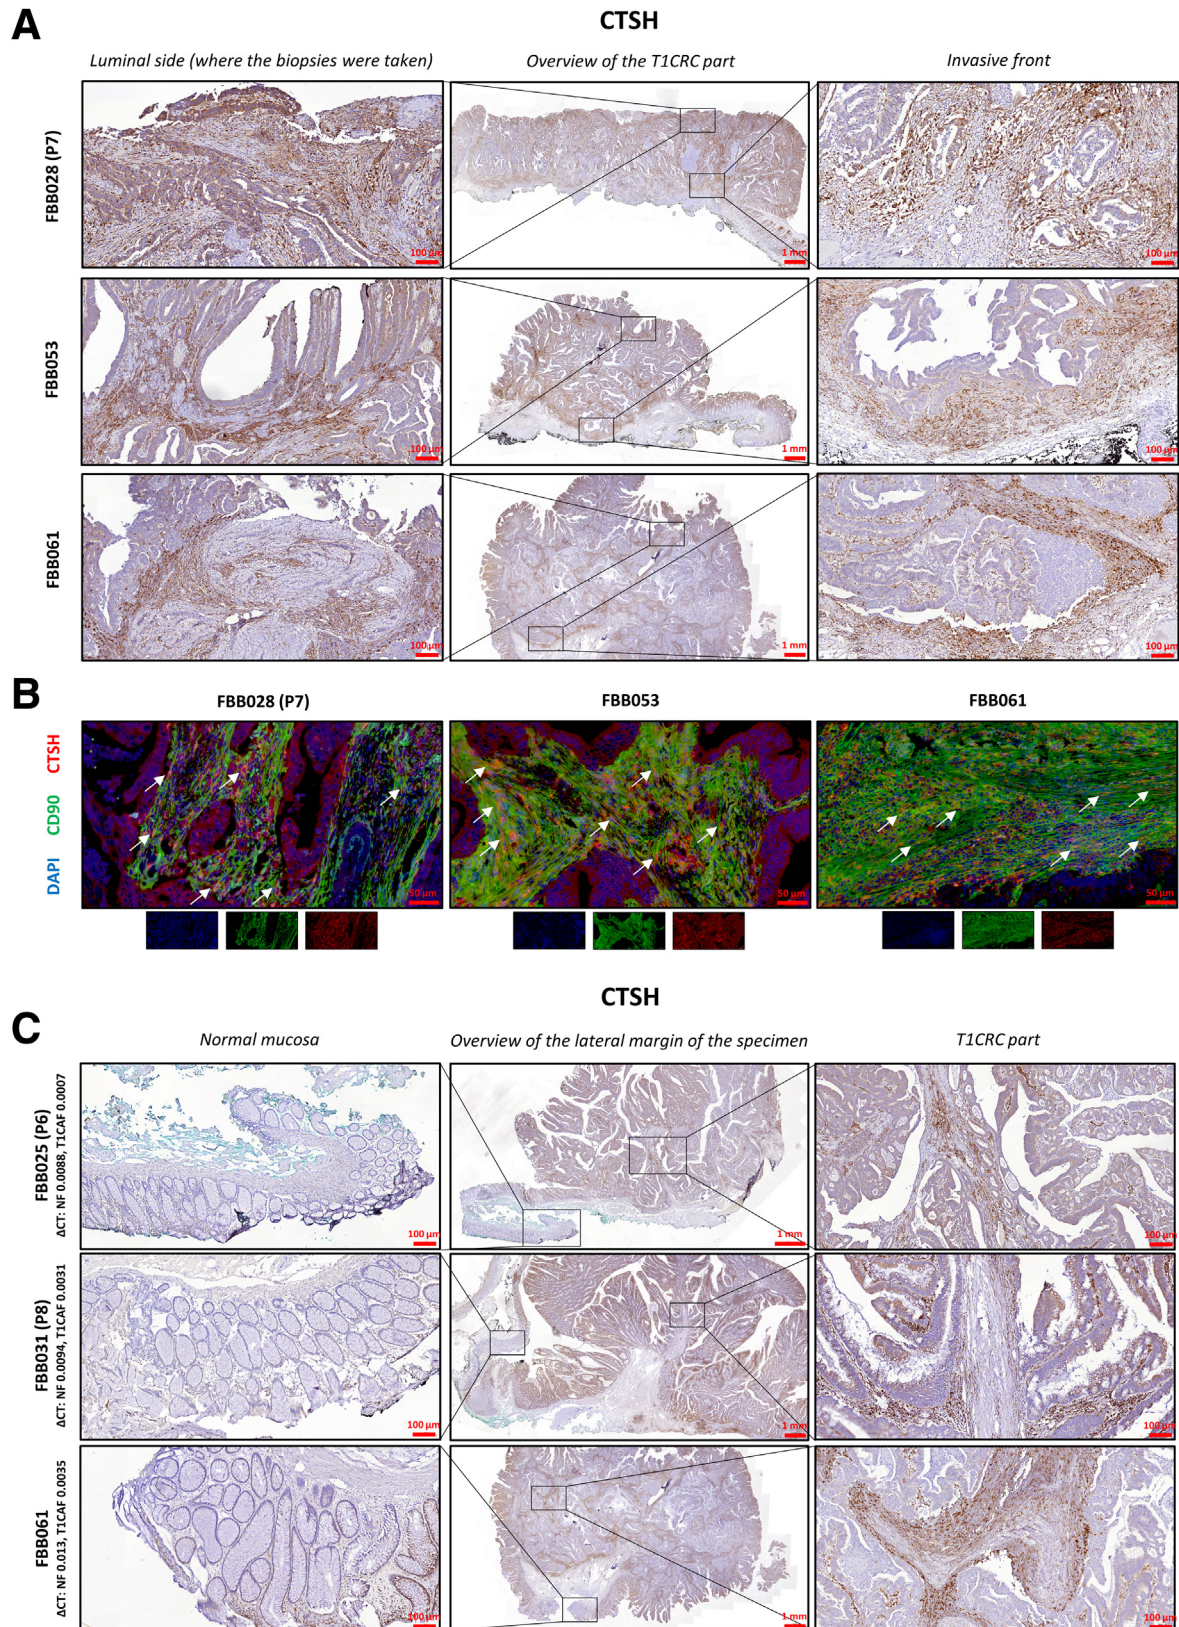 A
CTSH
Luminal side (where the biopsies were taken)
Overview of the T1CRC part
Invasive front
FBB028 (P7)
100 µm
1 mm
100 µm
FBB053
100 µm
1 mm
100 µm
FBB061
100 µm
1 mm
100 µm
B
FBB028 (P7)
FBB053
FBB061
DAPI CD90 CTSH
50 µm
50 µm
50 µm
CTSH
C
Normal mucosa
Overview of the lateral margin of the specimen
T1CRC part
FBB025 (P6)
ΔCT: NF 0.0088, T1CAF 0.0007
100 µm
1 mm
100 µm
FBB031 (P8)
ΔCT: NF 0.0094, T1CAF 0.0031
100 µm
1 mm
100 µm
FBB061
ΔCT: NF 0.013, T1CAF 0.0035
100 µm
1 mm
100 µm